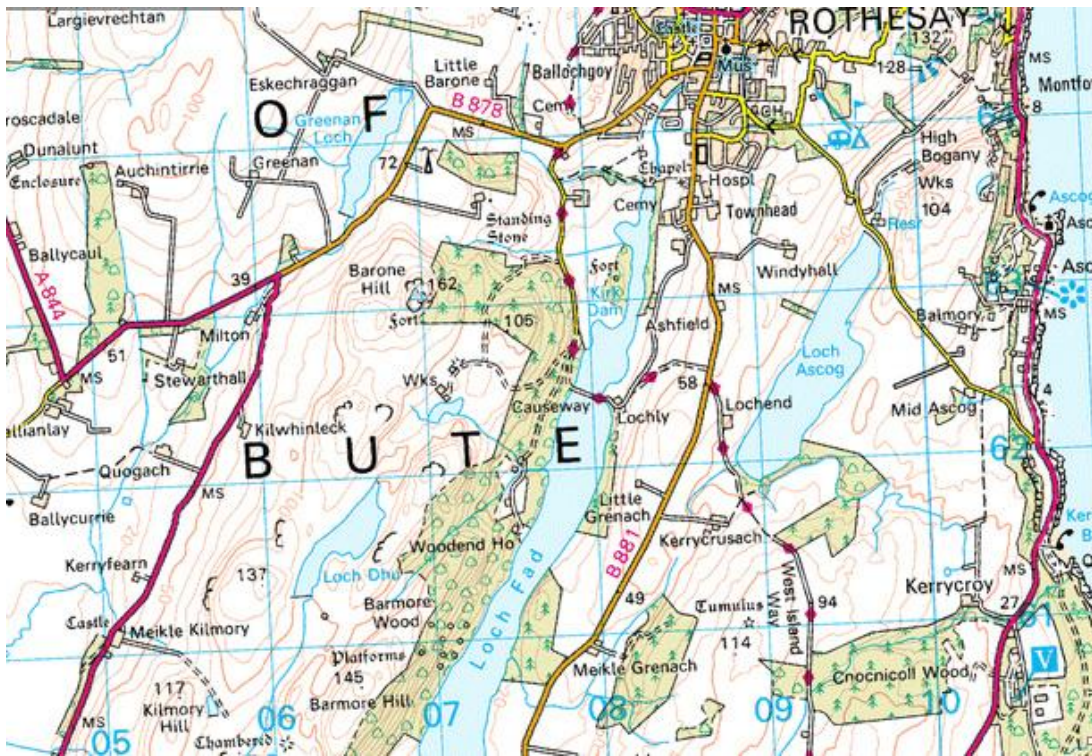 Largievrechtan
ROTHESAY
132
Castle
Mus
128
MS
Montfo
Eskechraggan
Little
Barone
Ballochgoy
Cemy
B 878
8
OF
Greenan
Loch
MS
High
Bogany
roscadale
Dunalunt
Auchintirrie
Greenan
72
Chapel
Hospl
Wks
104
Ascog
Enclosure
Standing
Stone
Cemy
Townhead
Resr
Ballycaul
A 844
39
Barone
Hill
162
Fort
Fort
Kirk
Dam
Windyhall
MS
Milton
105
Ashfield
Balmory
MS
51
MS
Stewarthall
Wks
58
Loch
Ascog
4
Causeway
Lochly
Lochend
Mid Ascog
Kilwhinleck
BUTE
62
Quogach
MS
Ballycurrie
Little
Grenach
Woodend Ho
B 881
Kerrycrusach
Kerryfearn
137
Loch Dhu
Loch Fad
West Island
Way
MS
Kerrycroy
Barmore
Wood
49
Tumulus
94
27
61
Castle
Meikle Kilmory
Platforms
145
114
Meikle Grenach
Cnocnicoll Wood
V
117
Kilmory
Hill
Barmore Hill
MS
05
06
07
08
09
10
Chambered